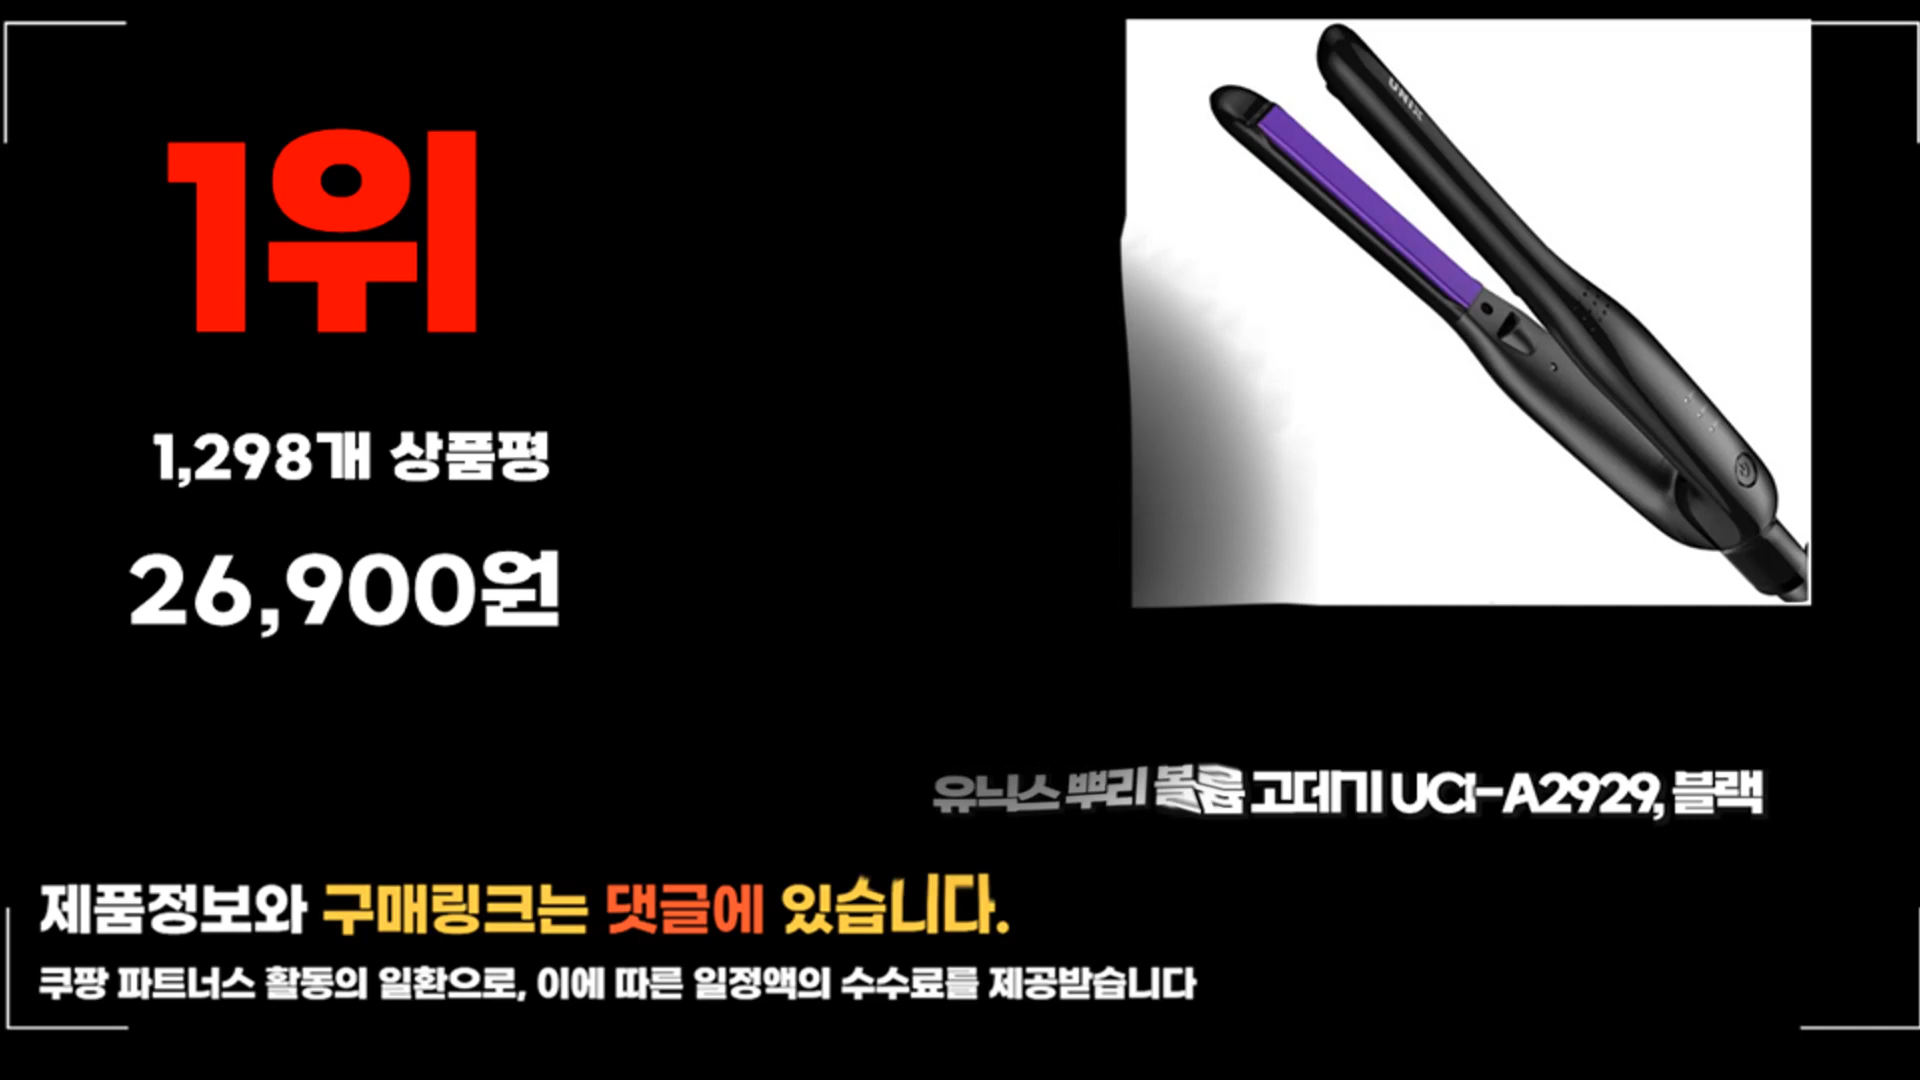 1위
UNIX
1,298개 상품평
26,900원
유닉스 뿌리 볼륨 고데기 UCI-A2929, 블랙
제품정보와 구매링크는 댓글에 있습니다.
쿠팡 파트너스 활동의 일환으로, 이에 따른 일정액의 수수료를 제공받습니다